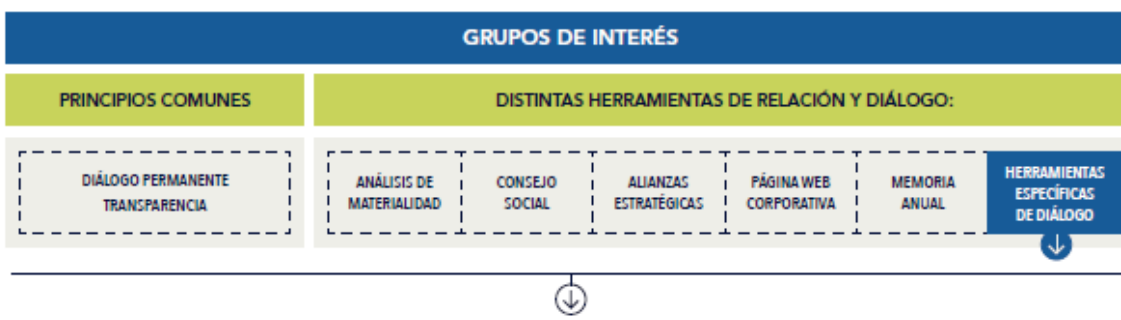 GRUPOS DE INTERÉS
PRINCIPIOS COMUNES
DISTINTAS HERRAMIENTAS DE RELACIÓN Y DIÁLOGO:
DIÁLOGO PERMANENTE
TRANSPARENCIA
ANÁLISIS DE
MATERIALIDAD
CONSEJO
SOCIAL
ALIANZAS
ESTRATÉGICAS
PÁGINA WEB
CORPORATIVA
MEMORIA
ANUAL
HERRAMIENTAS
ESPECÍFICAS
DE DIÁLOGO